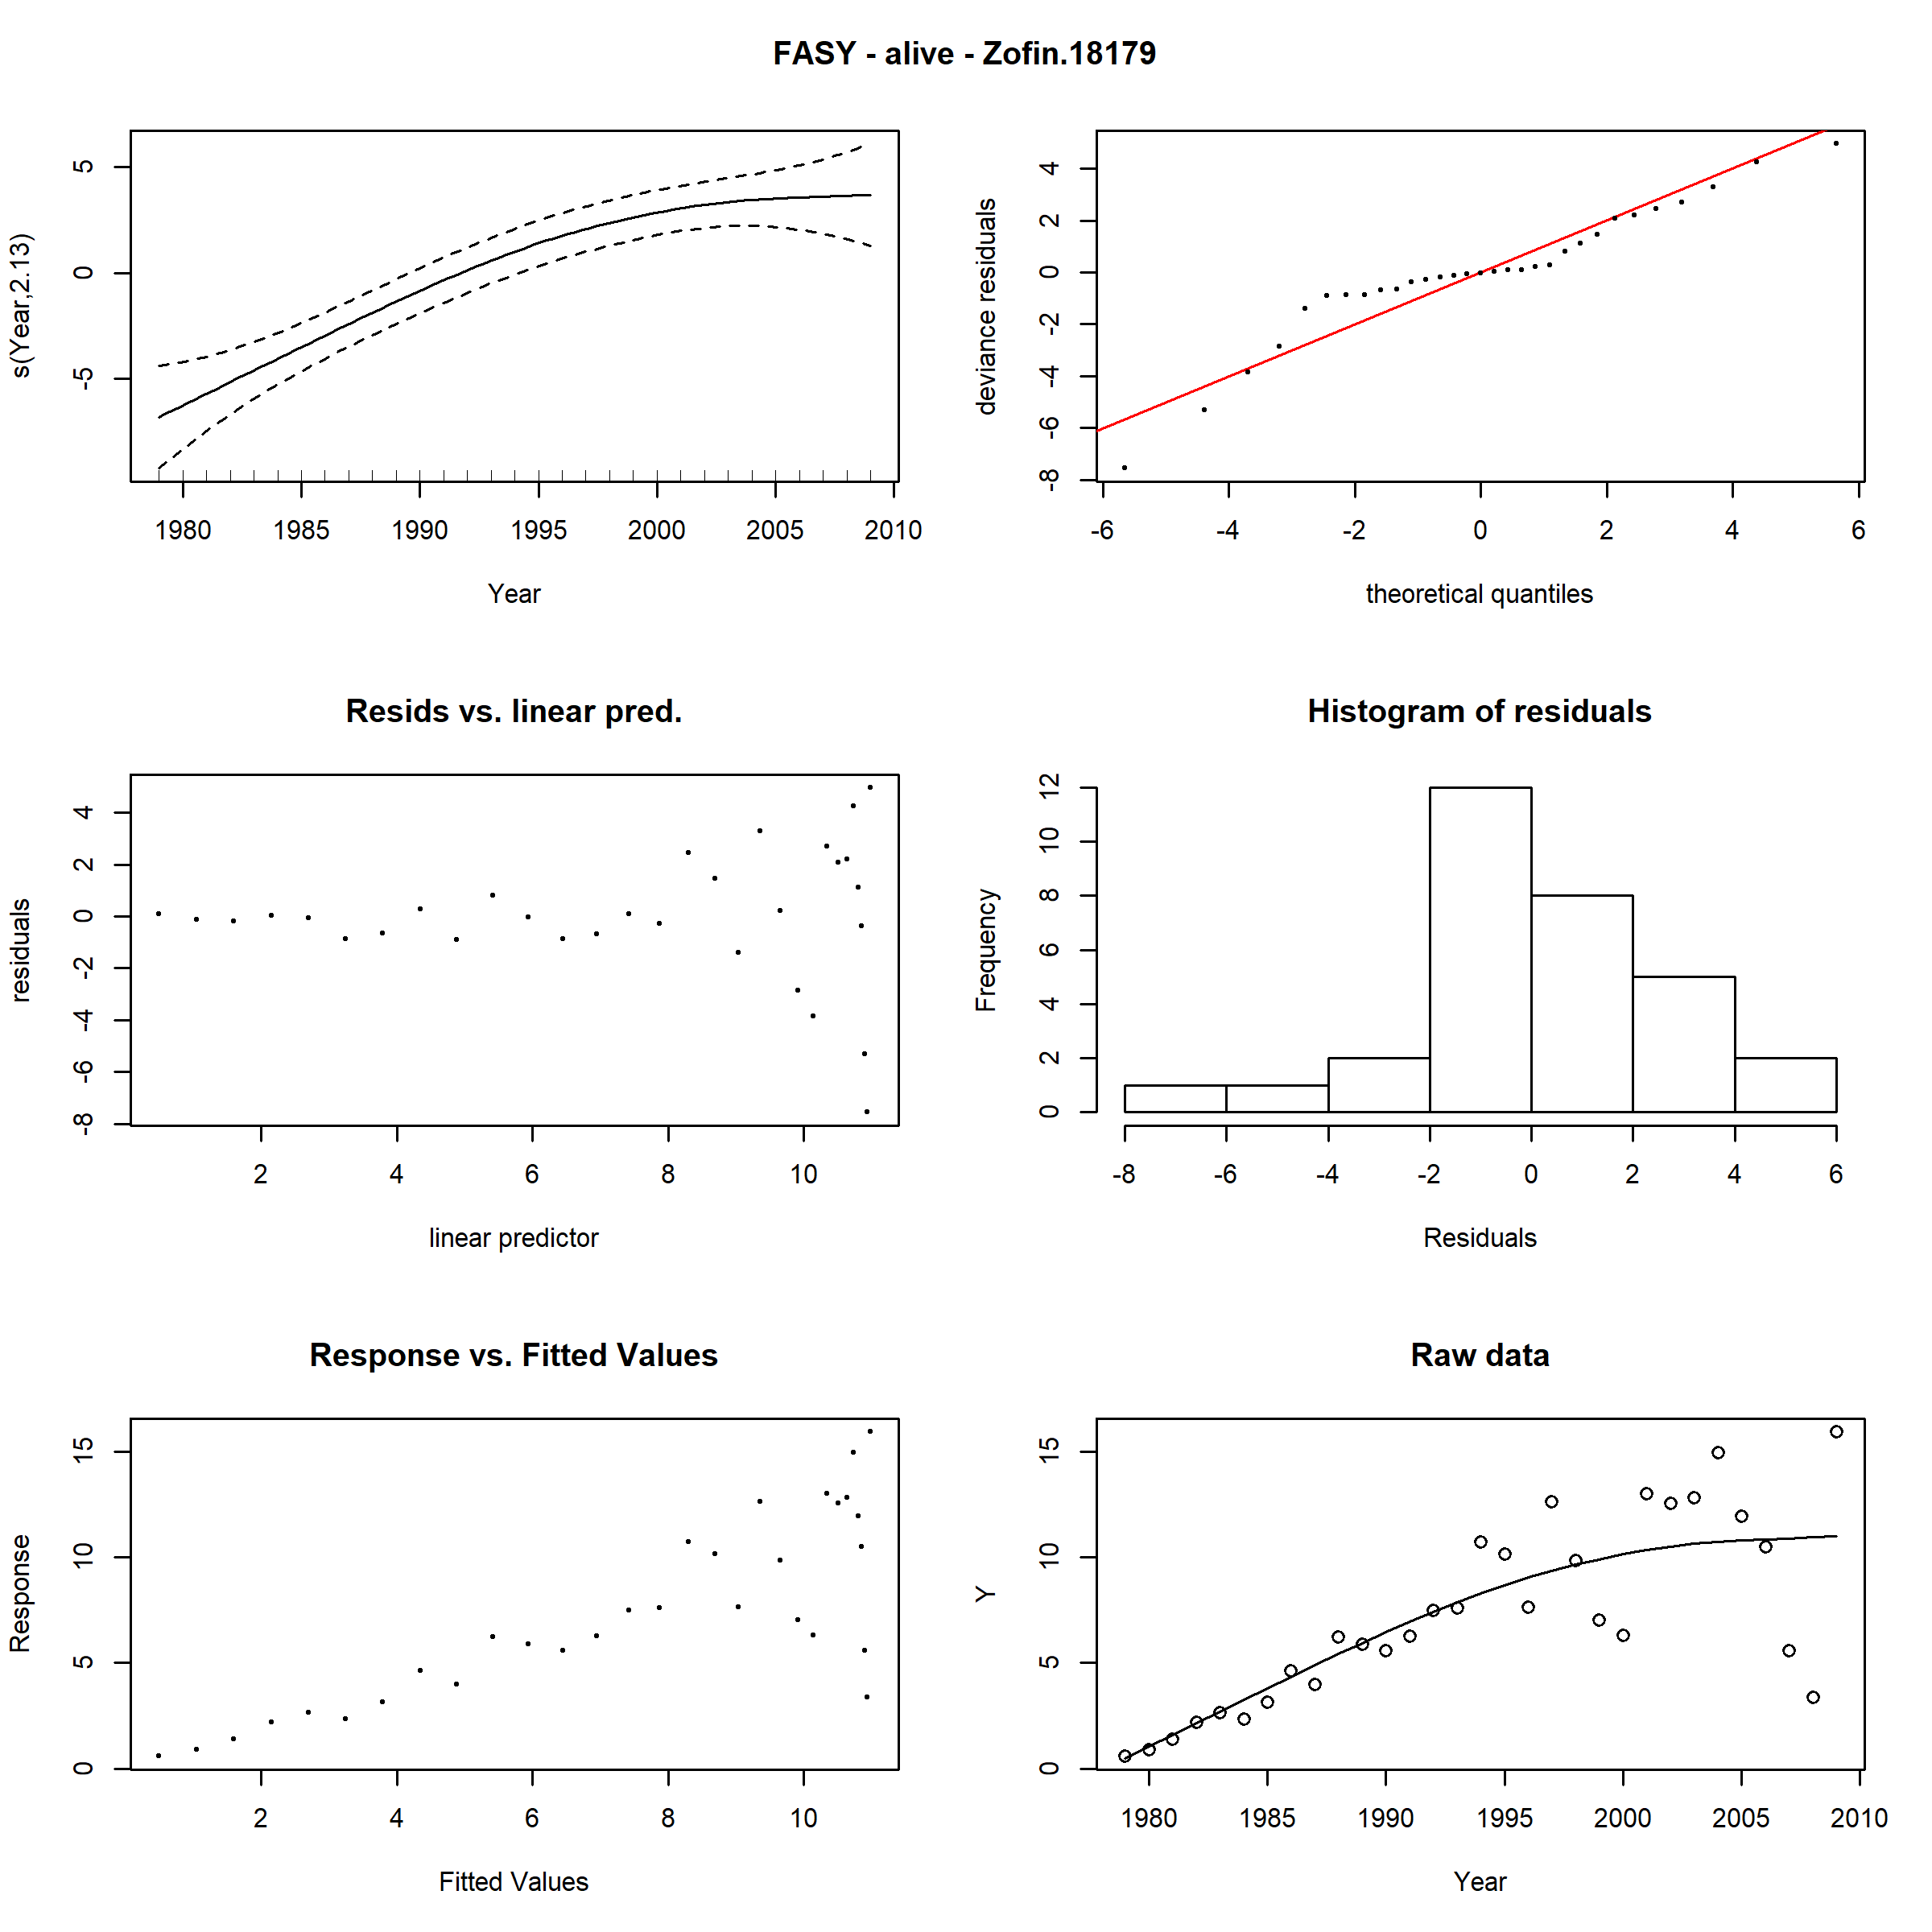 FASY - alive - Zofin.18179
s(Year,2.13)
5
0
-5
1980 1985 1990 1995 2000 2005 2010
Year
deviance residuals
4
2
0
-2
-4
-6
-8
-6 -4 -2 0 2 4 6
theoretical quantiles
Resids vs. linear pred.
residuals
4
2
0
-2
-4
-6
-8
2 4 6 8 10
linear predictor
Histogram of residuals
Frequency
12
10
8
6
4
2
0
-8 -6 -4 -2 0 2 4 6
Residuals
Response vs. Fitted Values
Response
15
10
5
0
2 4 6 8 10
Fitted Values
Raw data
Y
15
10
5
0
1980 1985 1990 1995 2000 2005 2010
Year